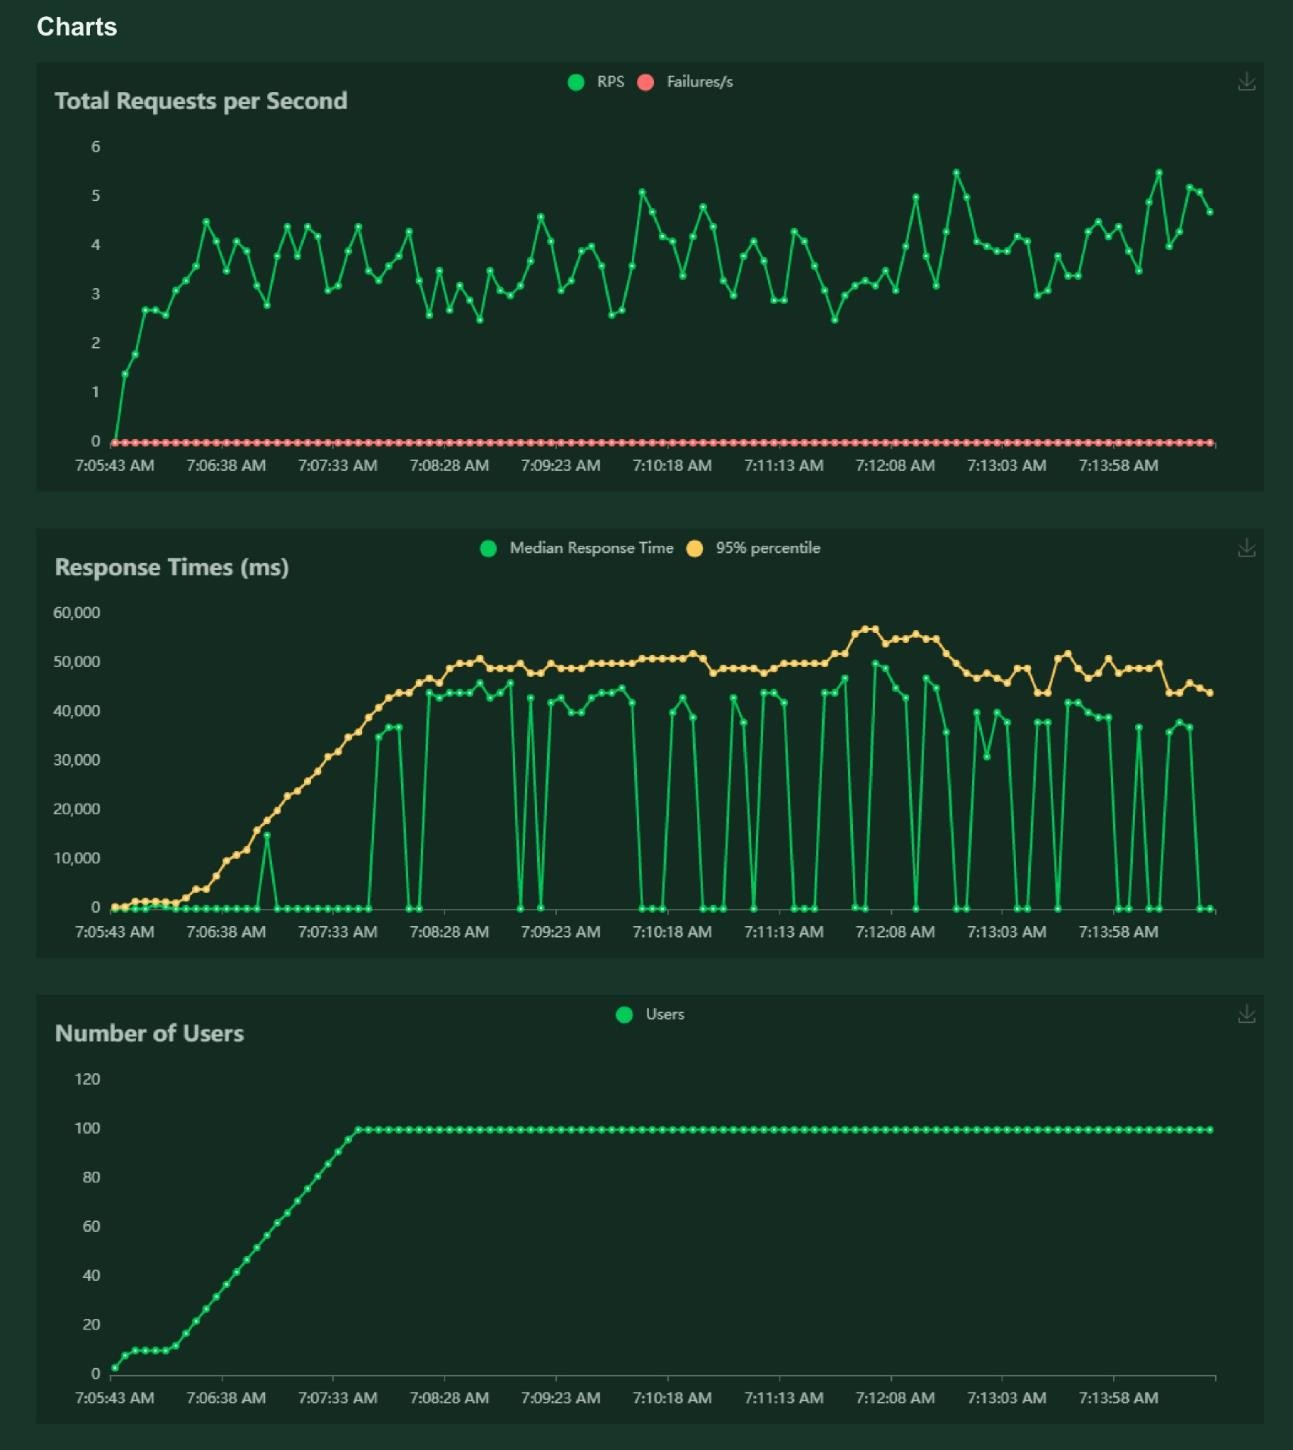 Charts
RPS Failures/s
Total Requests per Second
6
5
4
3
2
1
0
7:05:43 AM 7:06:38 AM 7:07:33 AM 7:08:28 AM 7:09:23 AM 7:10:18 AM 7:11:13 AM 7:12:08 AM 7:13:03 AM 7:13:58 AM
Median Response Time 95% percentile
Response Times (ms)
60,000
50,000
40,000
30,000
20,000
10,000
0
7:05:43 AM 7:06:38 AM 7:07:33 AM 7:08:28 AM 7:09:23 AM 7:10:18 AM 7:11:13 AM 7:12:08 AM 7:13:03 AM 7:13:58 AM
Users
Number of Users
120
100
80
60
40
20
0
7:05:43 AM 7:06:38 AM 7:07:33 AM 7:08:28 AM 7:09:23 AM 7:10:18 AM 7:11:13 AM 7:12:08 AM 7:13:03 AM 7:13:58 AM